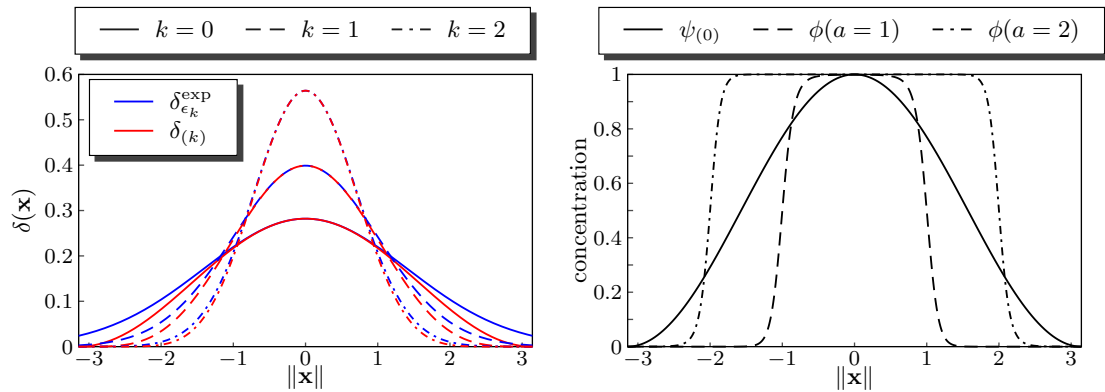 k = 0 k = 1 k = 2
δ^exp_{ϵ_k}
δ_(k)
0.6
0.5
0.4
0.3
0.2
0.1
0
δ(x)
−3 −2 −1 0 1 2 3
‖x‖
ψ_(0) ϕ(a = 1) ϕ(a = 2)
1
0.8
0.6
0.4
0.2
0
concentration
−3 −2 −1 0 1 2 3
‖x‖